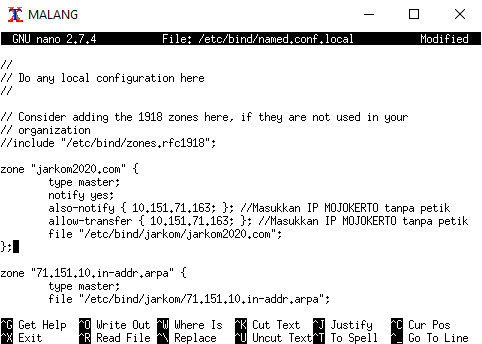 MALANG
GNU nano 2.7.4 File: /etc/bind/named.conf.local Modified
//
// Do any local configuration here
//
// Consider adding the 1918 zones here, if they are not used in your
// organization
//include "/etc/bind/zones.rfc1918";
zone "jarkom2020.com" {
type master;
notify yes;
also-notify { 10.151.71.163; }; //Masukkan IP MOJOKERTO tanpa petik
allow-transfer { 10.151.71.163; }; //Masukkan IP MOJOKERTO tanpa petik
file "/etc/bind/jarkom/jarkom2020.com";
};
zone "71.151.10.in-addr.arpa" {
type master;
file "/etc/bind/jarkom/71.151.10.in-addr.arpa";
^G Get Help ^O Write Out ^W Where Is ^K Cut Text ^J Justify ^C Cur Pos
^X Exit ^R Read File ^\ Replace ^U Uncut Text ^T To Spell ^_ Go To Line